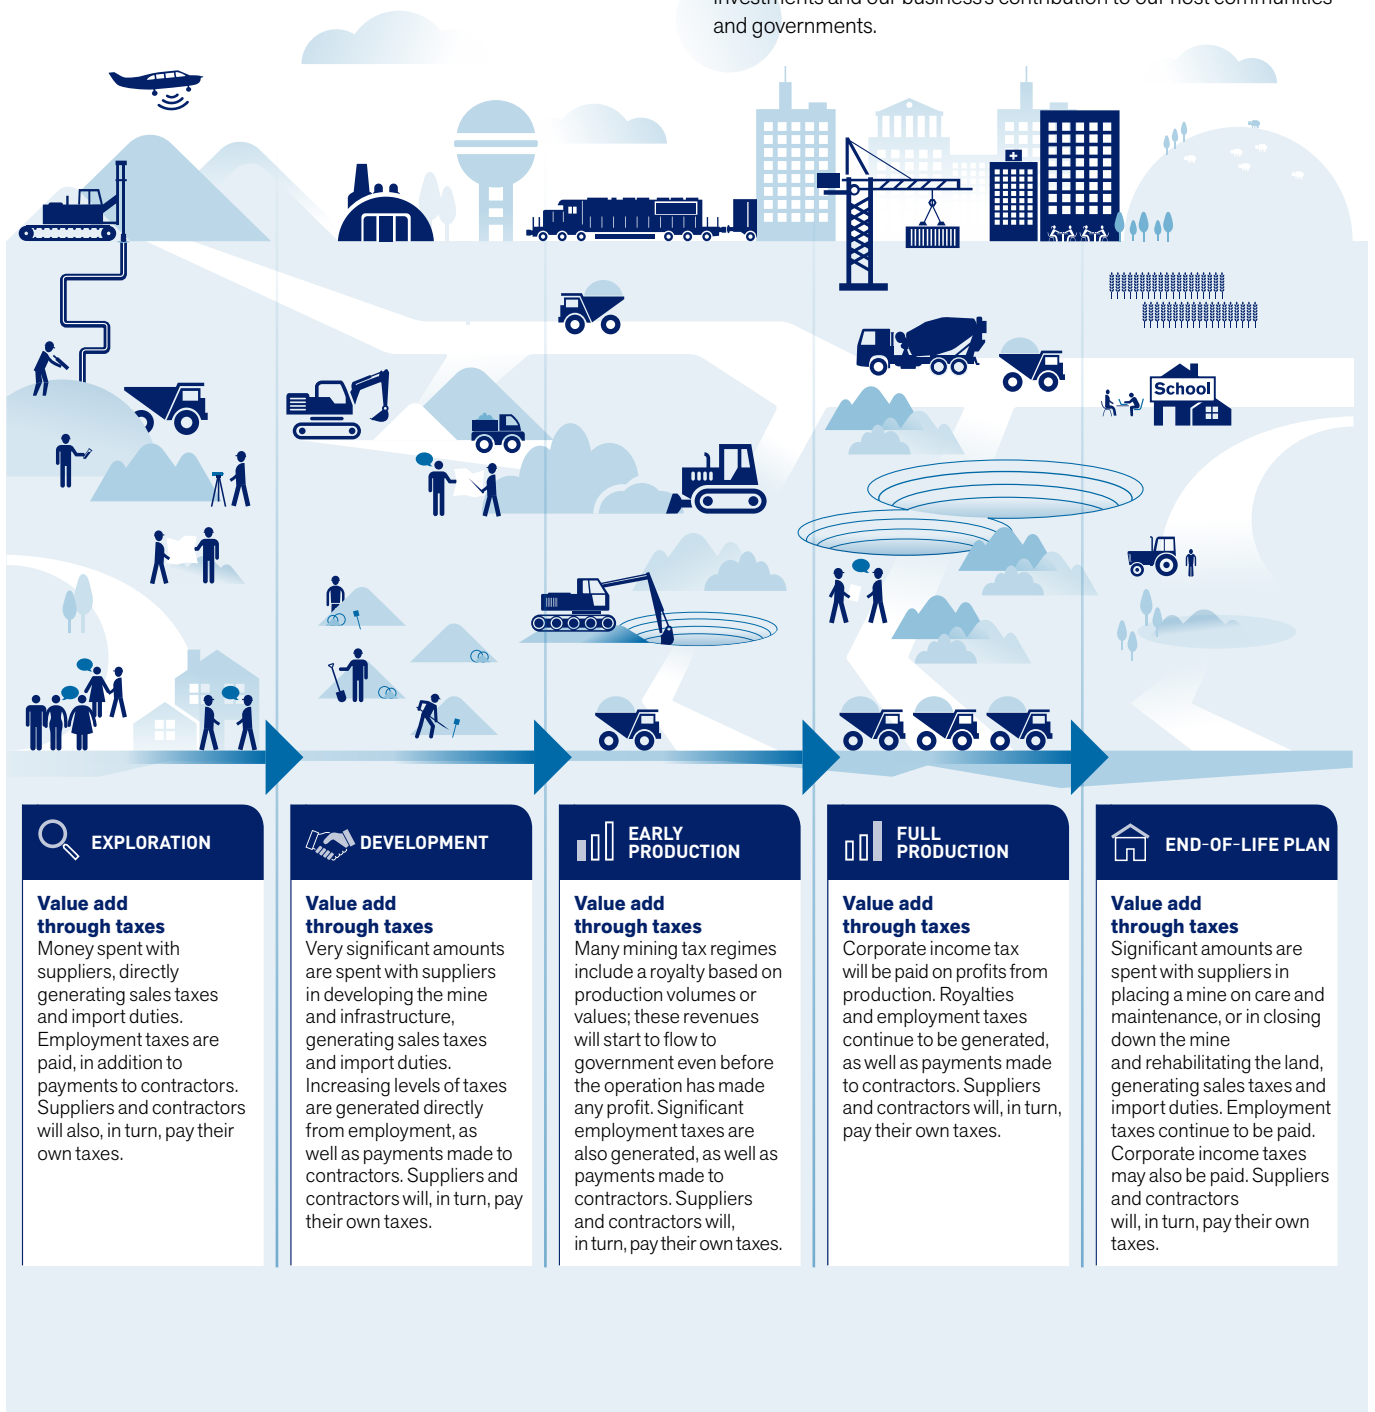 investments and our business's contribution to our host communities
and governments.
School
EXPLORATION
Value add
through taxes
Money spent with
suppliers, directly
generating sales taxes
and import duties.
Employment taxes are
paid, in addition to
payments to contractors.
Suppliers and contractors
will also, in turn, pay their
own taxes.
DEVELOPMENT
Value add
through taxes
Very significant amounts
are spent with suppliers
in developing the mine
and infrastructure,
generating sales taxes
and import duties.
Increasing levels of taxes
are generated directly
from employment, as
well as payments made to
contractors. Suppliers and
contractors will, in turn, pay
their own taxes.
EARLY
PRODUCTION
Value add
through taxes
Many mining tax regimes
include a royalty based on
production volumes or
values; these revenues
will start to flow to
government even before
the operation has made
any profit. Significant
employment taxes are
also generated, as well as
payments made to
contractors. Suppliers
and contractors will,
in turn, pay their own taxes.
FULL
PRODUCTION
Value add
through taxes
Corporate income tax
will be paid on profits from
production. Royalties
and employment taxes
continue to be generated,
as well as payments made
to contractors. Suppliers
and contractors will, in turn,
pay their own taxes.
END-OF-LIFE PLAN
Value add
through taxes
Significant amounts are
spent with suppliers in
placing a mine on care and
maintenance, or in closing
down the mine
and rehabilitating the land,
generating sales taxes and
import duties. Employment
taxes continue to be paid.
Corporate income taxes
may also be paid. Suppliers
and contractors
will, in turn, pay their own
taxes.